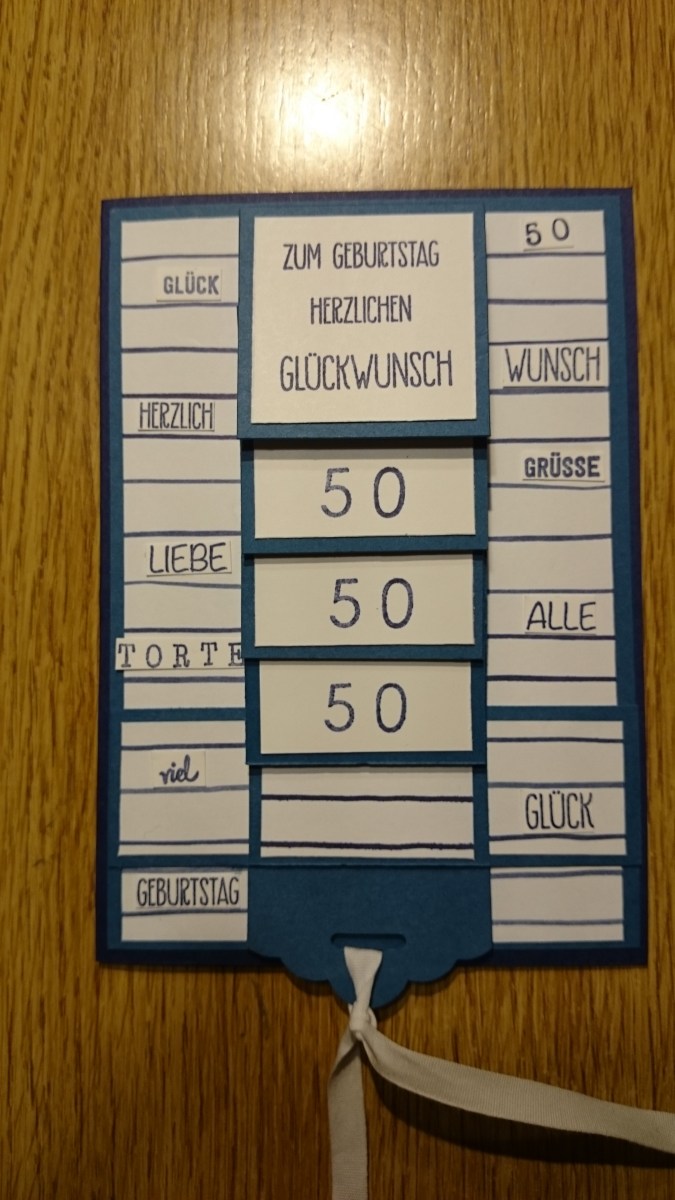 ZUM GEBURTSTAG
HERZLICHEN
GLÜCKWUNSCH
50
50
50
GLÜCK
HERZLICH
LIEBE
TORTE
viel
GEBURTSTAG
50
WUNSCH
GRÜSSE
ALLE
GLÜCK